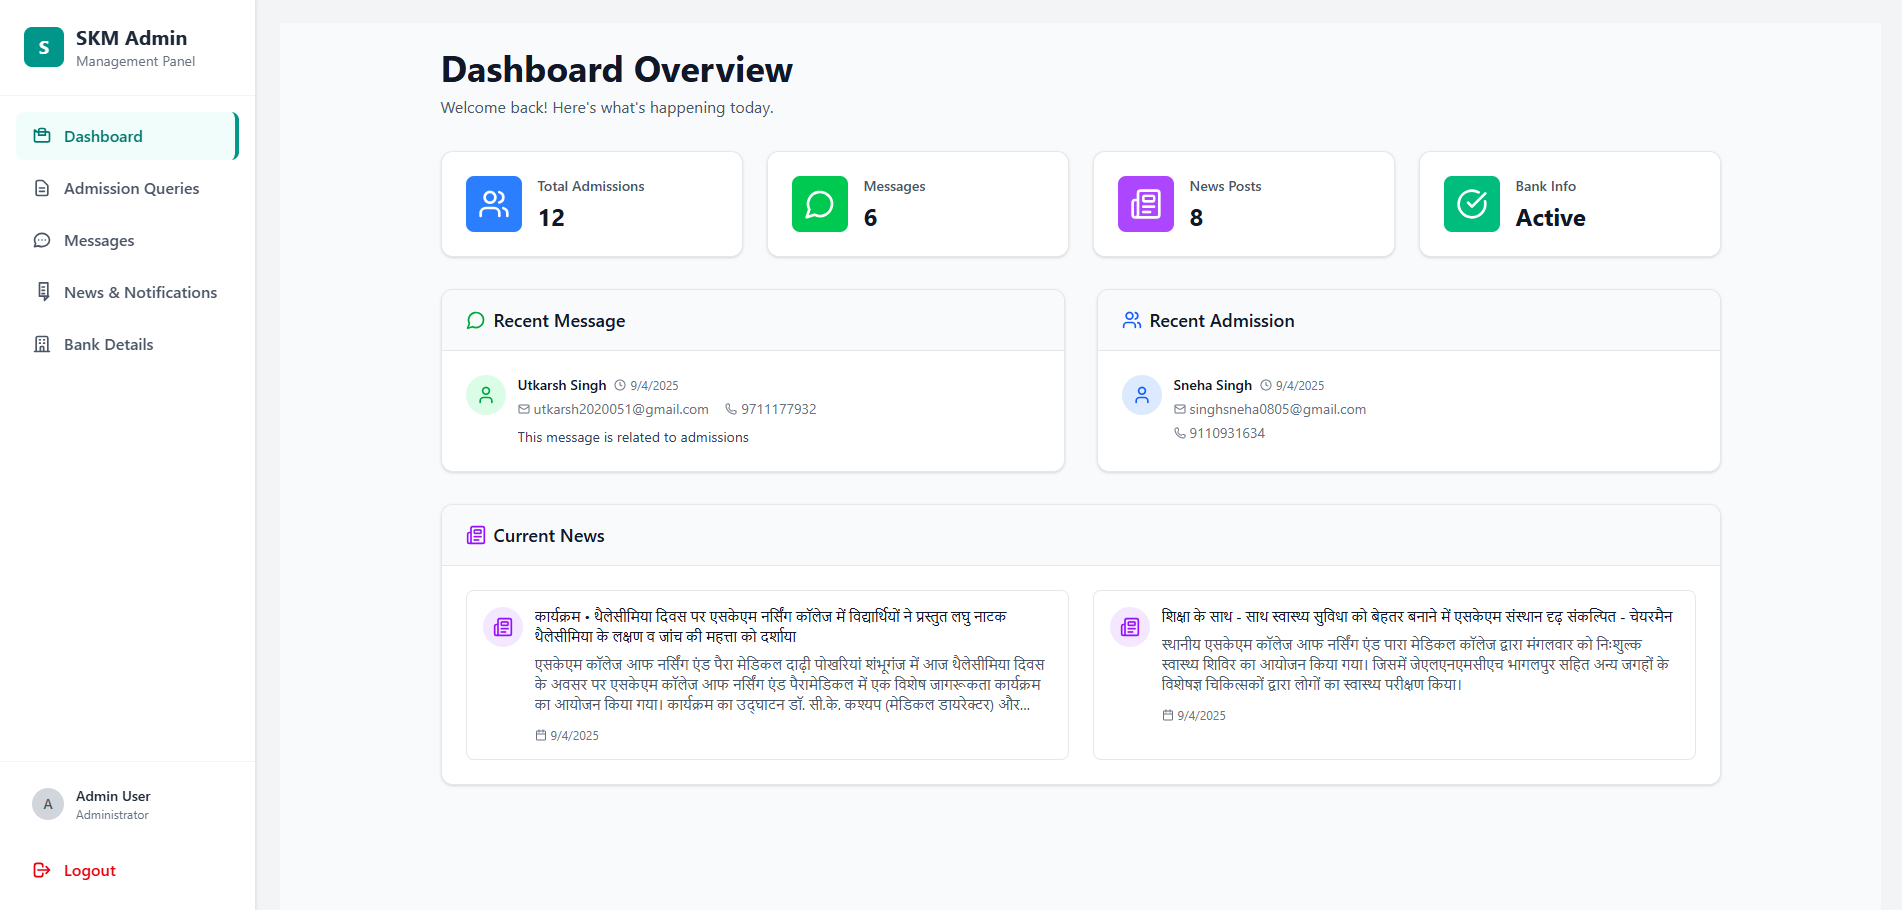 S
SKM Admin
Management Panel
Dashboard
Admission Queries
Messages
News & Notifications
Bank Details
A
Admin User
Administrator
Logout
Dashboard Overview
Welcome back! Here's what's happening today.
Total Admissions
12
Messages
6
News Posts
8
Bank Info
Active
Recent Message
Utkarsh Singh 9/4/2025
utkarsh2020051@gmail.com 9711177932
This message is related to admissions
Recent Admission
Sneha Singh 9/4/2025
singhsneha0805@gmail.com
9110931634
Current News
कार्यक्रम • थैलेसीमिया दिवस पर एसकेएम नर्सिंग कॉलेज में विद्यार्थियों ने प्रस्तुत लघु नाटक
थैलेसीमिया के लक्षण व जांच की महत्ता को दर्शाया
एसकेएम कॉलेज आफ नर्सिंग एंड पैरा मेडिकल दाढ़ी पोखरियां शंभूगंज में आज थैलेसीमिया दिवस
के अवसर पर एसकेएम कॉलेज आफ नर्सिंग एंड पैरामेडिकल में एक विशेष जागरूकता कार्यक्रम
का आयोजन किया गया। कार्यक्रम का उद्घाटन डॉ. सी.के. कश्यप (मेडिकल डायरेक्टर) और...
9/4/2025
शिक्षा के साथ - साथ स्वास्थ्य सुविधा को बेहतर बनाने में एसकेएम संस्थान दृढ़ संकल्पित - चेयरमैन
स्थानीय एसकेएम कॉलेज आफ नर्सिंग एंड पारा मेडिकल कॉलेज द्वारा मंगलवार को निःशुल्क
स्वास्थ्य शिविर का आयोजन किया गया। जिसमें जेएलएनएमसीएच भागलपुर सहित अन्य जगहों के
विशेषज्ञ चिकित्सकों द्वारा लोगों का स्वास्थ्य परीक्षण किया।
9/4/2025